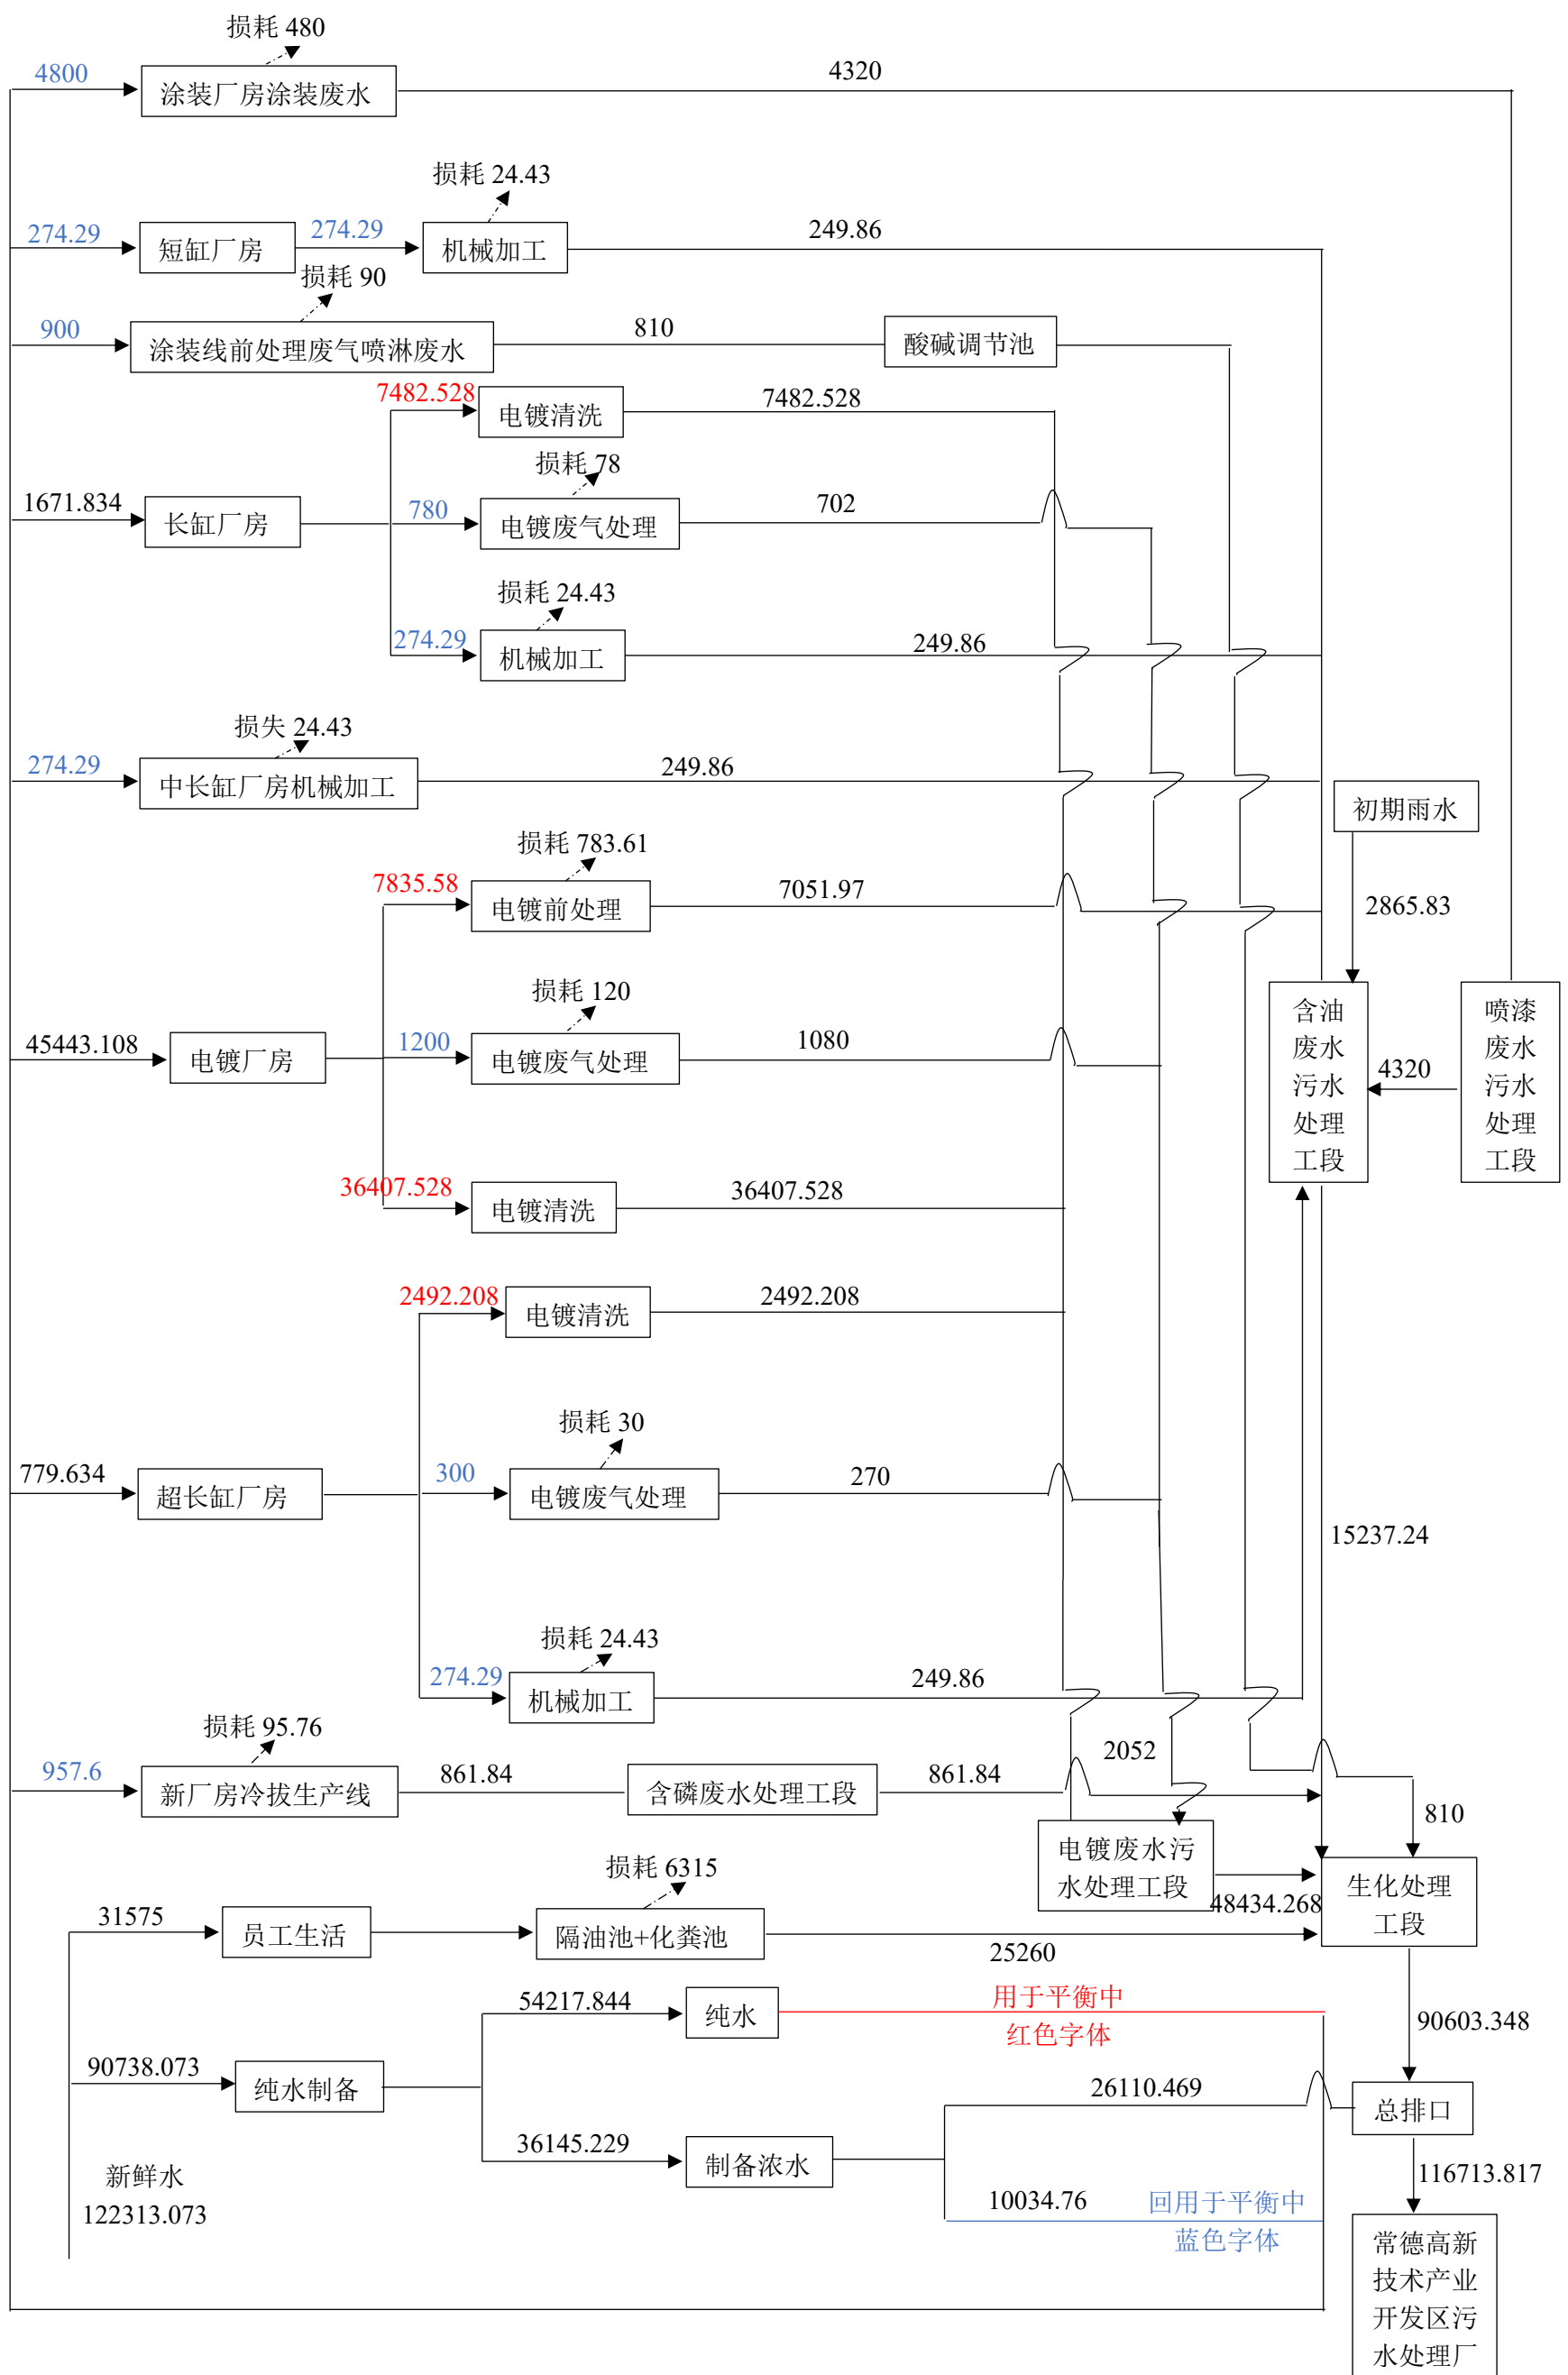 损耗 480
4800
涂装厂房涂装废水
4320
损耗 24.43
274.29
短缸厂房
274.29
机械加工
249.86
损耗 90
900
涂装线前处理废气喷淋废水
810
酸碱调节池
7482.528
电镀清洗
7482.528
损耗 78
1671.834
长缸厂房
780
电镀废气处理
702
损耗 24.43
274.29
机械加工
249.86
损失 24.43
274.29
中长缸厂房机械加工
249.86
初期雨水
损耗 783.61
7835.58
电镀前处理
7051.97
2865.83
损耗 120
45443.108
电镀厂房
1200
电镀废气处理
1080
含油
废水
污水
处理
工段
4320
喷漆
废水
污水
处理
工段
36407.528
电镀清洗
36407.528
2492.208
电镀清洗
2492.208
损耗 30
779.634
超长缸厂房
300
电镀废气处理
270
15237.24
损耗 24.43
274.29
机械加工
249.86
损耗 95.76
957.6
新厂房冷拔生产线
861.84
含磷废水处理工段
861.84
2052
810
电镀废水污
水处理工段
48434.268
生化处理
工段
损耗 6315
31575
员工生活
隔油池+化粪池
25260
54217.844
纯水
用于平衡中
红色字体
90603.348
90738.073
纯水制备
26110.469
总排口
36145.229
制备浓水
116713.817
10034.76
回用于平衡中
蓝色字体
新鲜水
122313.073
常德高新
技术产业
开发区污
水处理厂